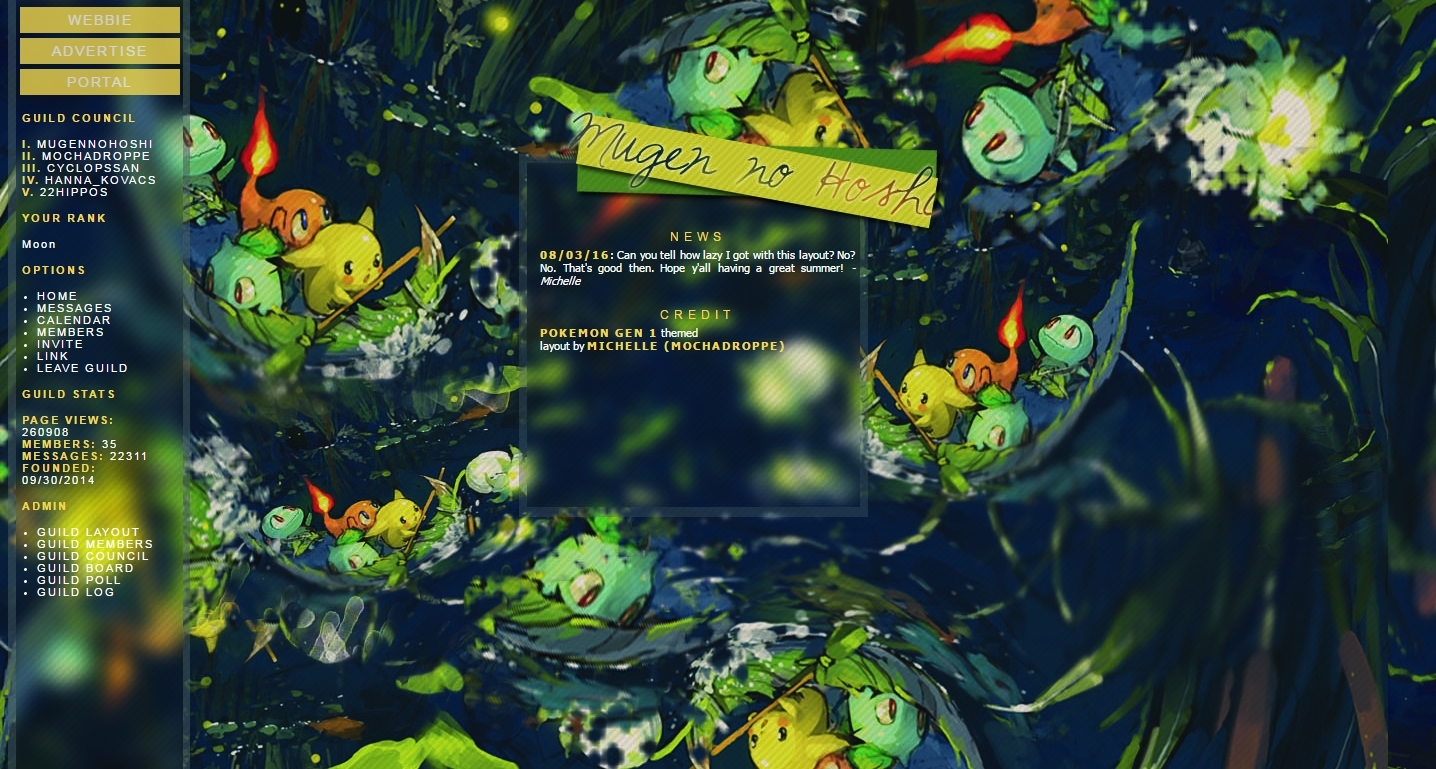 WEBBIE
ADVERTISE
PORTAL
GUILD COUNCIL
I. MUGENNOHOSHI
II. MOCHADROPPE
III. CYCLOPSSAN
IV. HANNA_KOVACS
V. 22HIPPOS
YOUR RANK
Moon
OPTIONS
• HOME
• MESSAGES
• CALENDAR
• MEMBERS
• INVITE
• LINK
• LEAVE GUILD
GUILD STATS
PAGE VIEWS:
260908
MEMBERS: 35
MESSAGES: 22311
FOUNDED:
09/30/2014
ADMIN
• GUILD LAYOUT
• GUILD MEMBERS
• GUILD COUNCIL
• GUILD BOARD
• GUILD POLL
• GUILD LOG
Mugen no Hoshi
NEWS
08/03/16: Can you tell how lazy I got with this layout? No?
No. That's good then. Hope y'all having a great summer! -
Michelle
CREDIT
POKEMON GEN 1 themed
layout by MICHELLE (MOCHADROPPE)